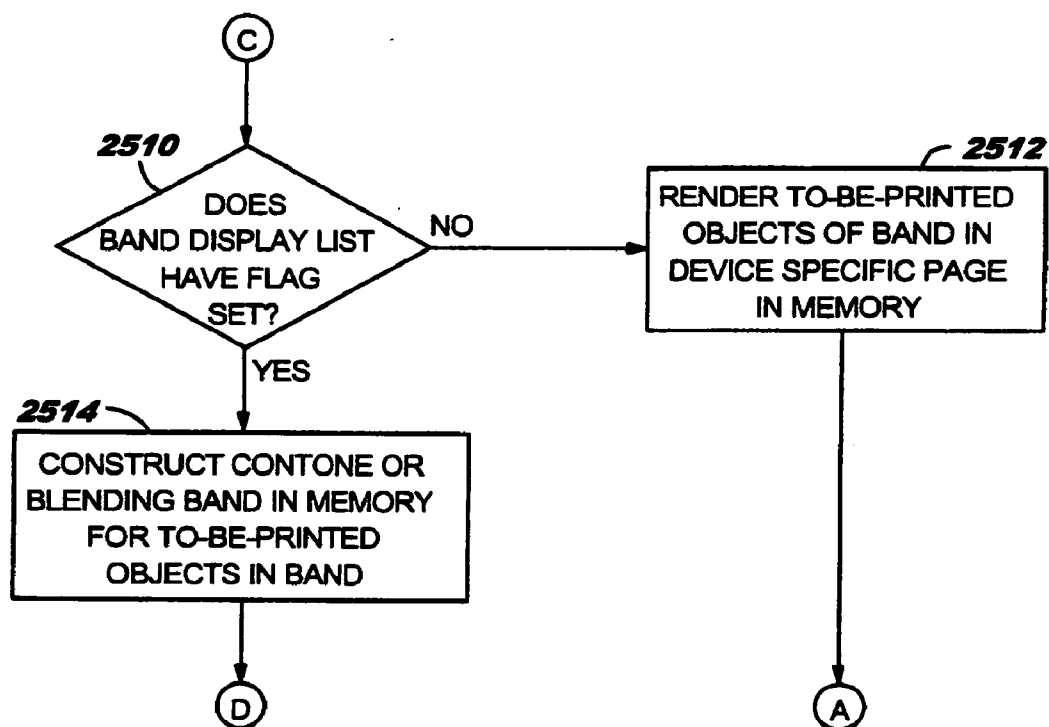 C
2510
DOES
BAND DISPLAY LIST
HAVE FLAG
SET?
NO
2512
RENDER TO-BE-PRINTED
OBJECTS OF BAND IN
DEVICE SPECIFIC PAGE
IN MEMORY
YES
2514
CONSTRUCT CONTONE OR
BLENDING BAND IN MEMORY
FOR TO-BE-PRINTED
OBJECTS IN BAND
D
A